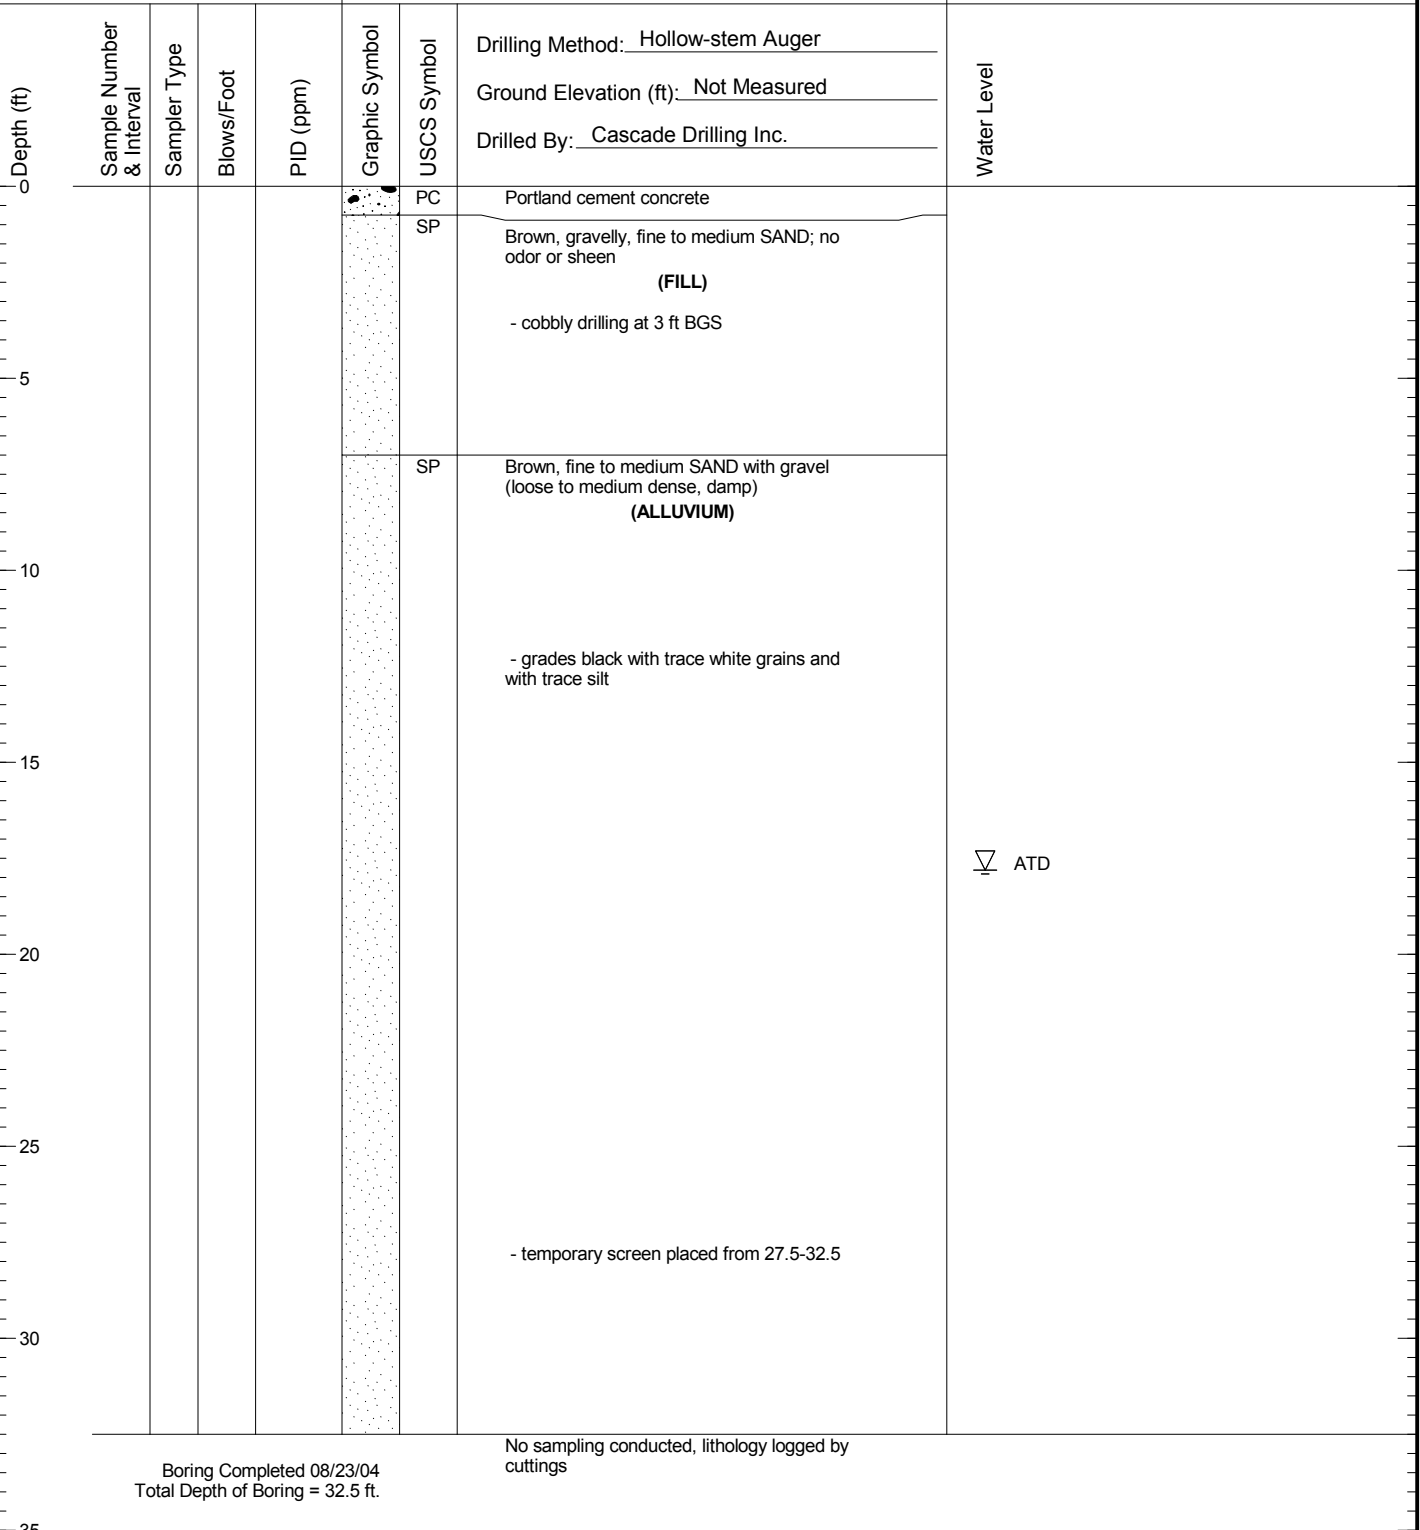 Depth (ft)
Sample Number
& Interval
Sampler Type
Blows/Foot
PID (ppm)
Graphic Symbol
USCS Symbol
Drilling Method: Hollow-stem Auger
Ground Elevation (ft): Not Measured
Drilled By: Cascade Drilling Inc.
Water Level
0
PC
Portland cement concrete
SP
Brown, gravelly, fine to medium SAND; no
odor or sheen
(FILL)
- cobbly drilling at 3 ft BGS
5
SP
Brown, fine to medium SAND with gravel
(loose to medium dense, damp)
(ALLUVIUM)
10
- grades black with trace white grains and
with trace silt
15
ATD
20
25
- temporary screen placed from 27.5-32.5
30
No sampling conducted, lithology logged by
cuttings
Boring Completed 08/23/04
Total Depth of Boring = 32.5 ft.
35